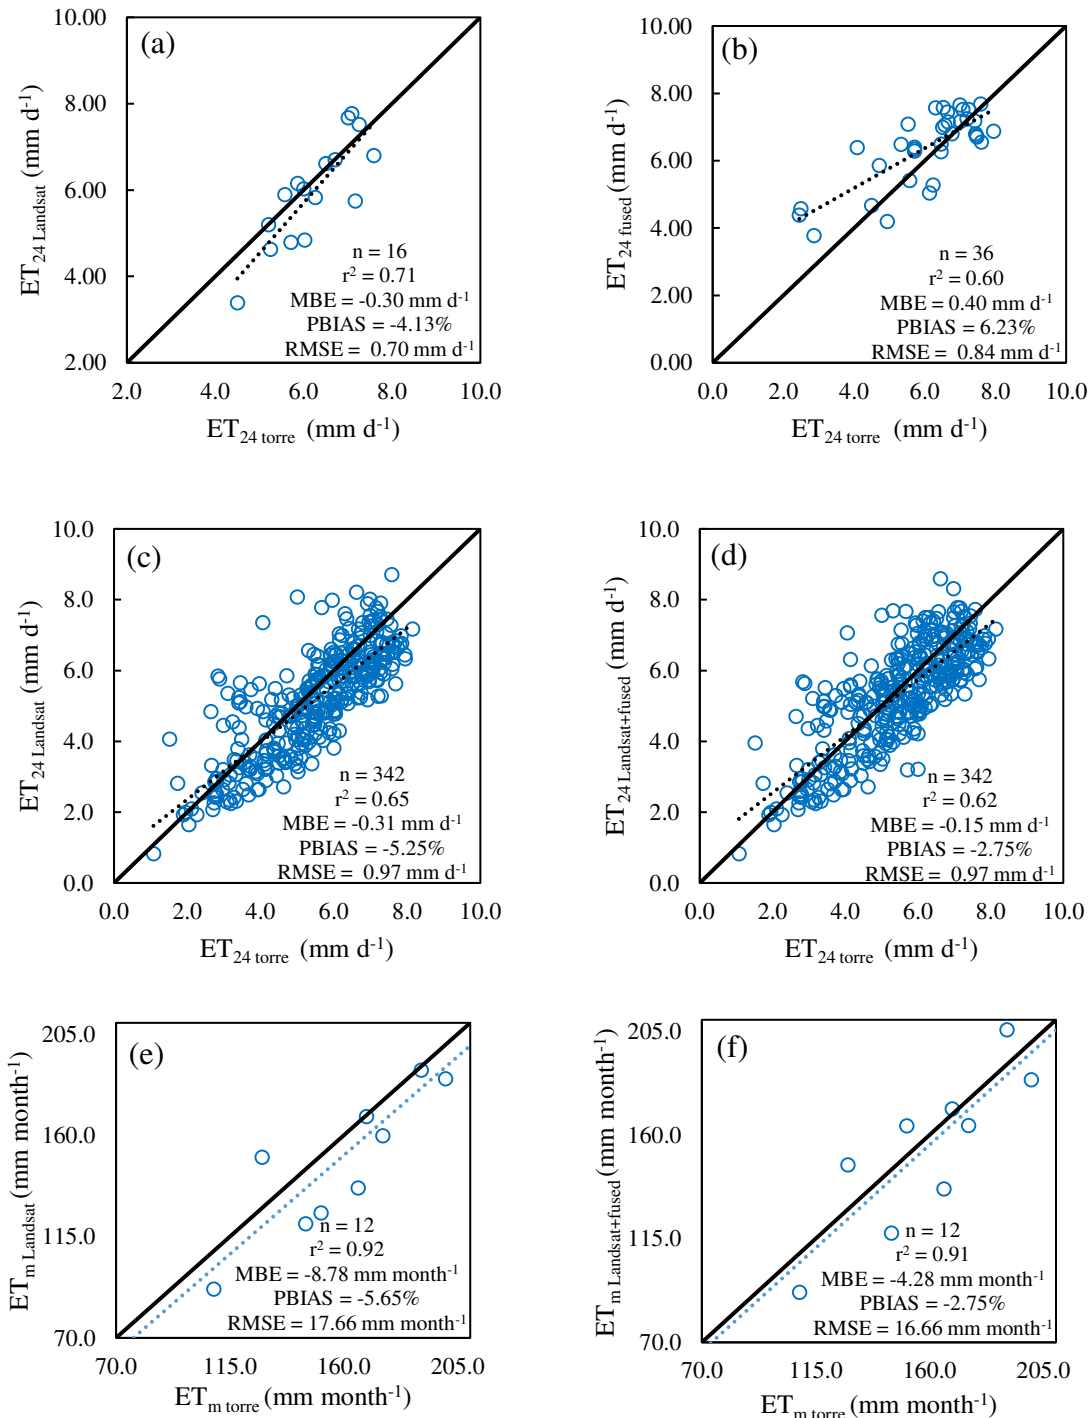 (a)
10.00
8.00
6.00
4.00
2.00
ET24 Landsat (mm d-1)
n = 16
r2 = 0.71
MBE = -0.30 mm d-1
PBIAS = -4.13%
RMSE = 0.70 mm d-1
2.0 4.0 6.0 8.0 10.0
ET24 torre (mm d-1)
(b)
10.00
8.00
6.00
4.00
2.00
0.00
ET24 fused (mm d-1)
n = 36
r2 = 0.60
MBE = 0.40 mm d-1
PBIAS = 6.23%
RMSE = 0.84 mm d-1
0.0 2.0 4.0 6.0 8.0 10.0
ET24 torre (mm d-1)
(c)
10.0
8.0
6.0
4.0
2.0
0.0
ET24 Landsat (mm d-1)
n = 342
r2 = 0.65
MBE = -0.31 mm d-1
PBIAS = -5.25%
RMSE = 0.97 mm d-1
0.0 2.0 4.0 6.0 8.0 10.0
ET24 torre (mm d-1)
(d)
10.0
8.0
6.0
4.0
2.0
0.0
ET24 Landsat+fused (mm d-1)
n = 342
r2 = 0.62
MBE = -0.15 mm d-1
PBIAS = -2.75%
RMSE = 0.97 mm d-1
0.0 2.0 4.0 6.0 8.0 10.0
ET24 torre (mm d-1)
(e)
205.0
160.0
115.0
70.0
ETm Landsat (mm month-1)
n = 12
r2 = 0.92
MBE = -8.78 mm month-1
PBIAS = -5.65%
RMSE = 17.66 mm month-1
70.0 115.0 160.0 205.0
ETm torre (mm month-1)
(f)
205.0
160.0
115.0
70.0
ETm Landsat+fused (mm month-1)
n = 12
r2 = 0.91
MBE = -4.28 mm month-1
PBIAS = -2.75%
RMSE = 16.66 mm month-1
70.0 115.0 160.0 205.0
ETm torre (mm month-1)